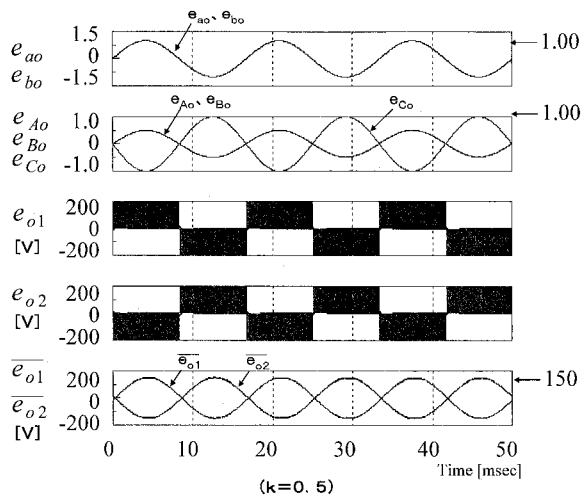 e_ao、e_bo
1.5
e_ao
0
e_bo
-1.5
1.00
e_Ao、e_Bo
e_Co
e_Ao
1.0
e_Bo
0
e_Co
-1.0
1.00
e_o1
200
0
[V]
-200
e_o2
200
0
[V]
-200
e_o1
e_o2
e_o1
200
0
e_o2
-200
[V]
150
0 10 20 30 40 50
Time [msec]
(k=0. 5)